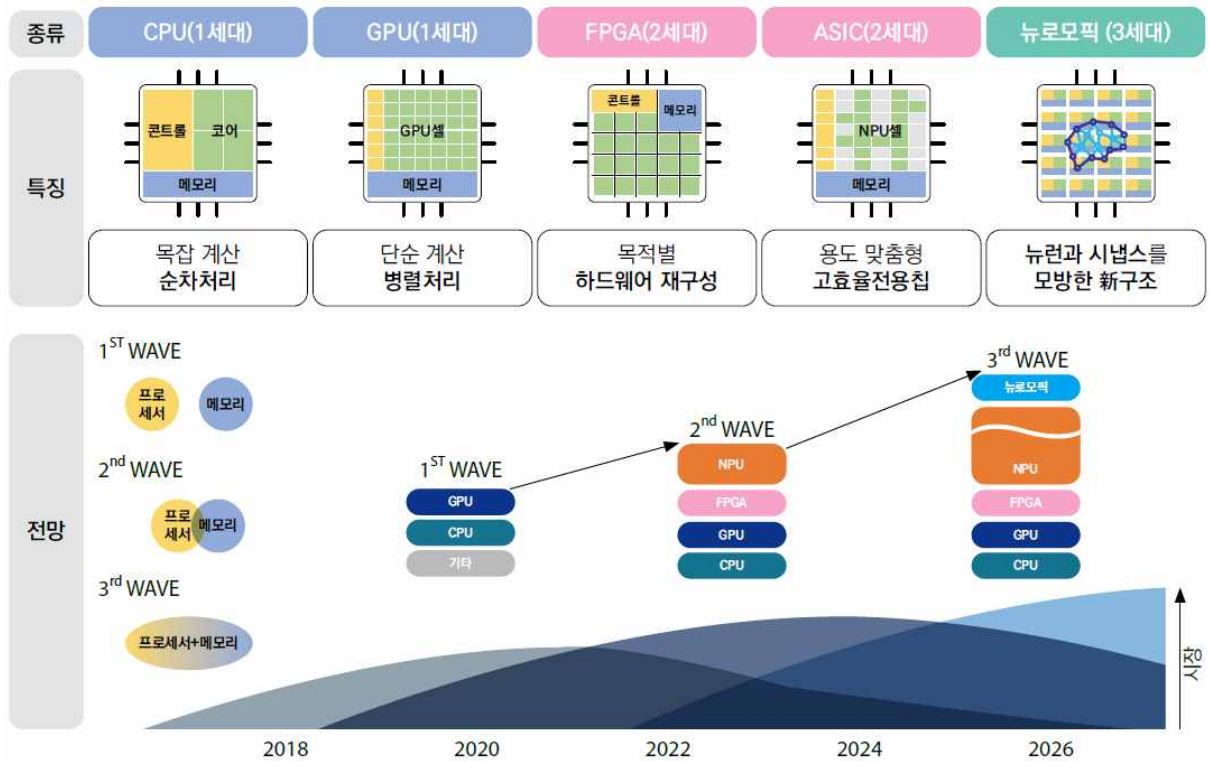 종류
CPU(1세대)
GPU(1세대)
FPGA(2세대)
ASIC(2세대)
뉴로모픽 (3세대)
특징
콘트롤
코어
메모리
GPU셀
메모리
콘트롤
메모리
NPU셀
메모리
목잡 계산
순차처리
단순 계산
병렬처리
목적별
하드웨어 재구성
용도 맞춤형
고효율전용칩
뉴런과 시냅스를
모방한 新구조
전망
1ST WAVE
프로
세서
메모리
2nd WAVE
프로
세서
메모리
3rd WAVE
프로세서+메모리
1ST WAVE
GPU
CPU
기타
2nd WAVE
NPU
FPGA
GPU
CPU
3rd WAVE
뉴로모픽
NPU
FPGA
GPU
CPU
시장
2018
2020
2022
2024
2026